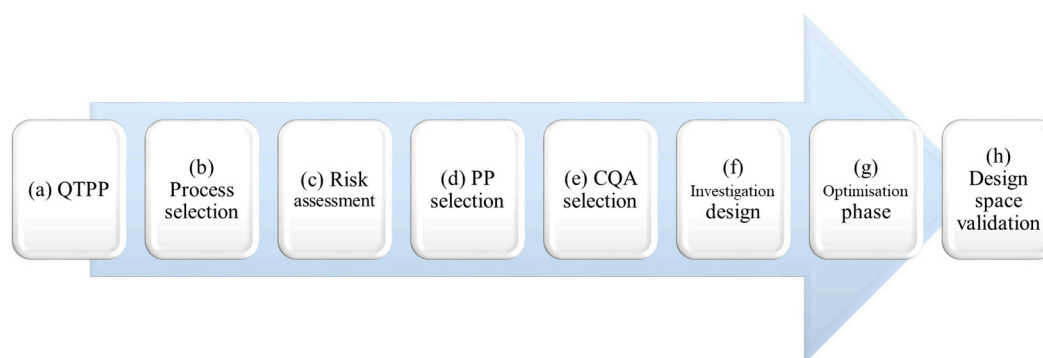 (a) QTPP
(b)
Process
selection
(c) Risk
assessment
(d) PP
selection
(e) CQA
selection
(f)
Investigation
design
(g)
Optimisation
phase
(h)
Design
space
validation